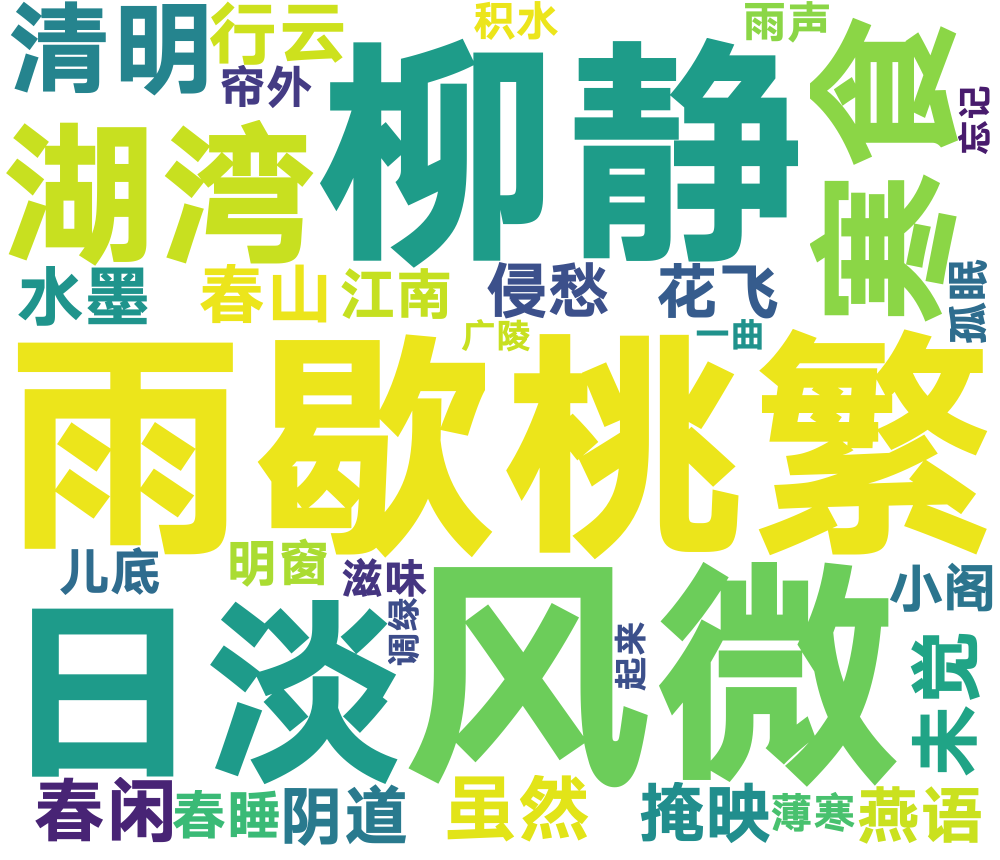 清明
行云
积水
雨声
帘外
柳静
寒食
忘记
湖湾
水墨
春山
江南
侵愁
花飞
孤眠
广陵
一曲
雨歇桃繁
儿底
明窗
滋味
小阁
日淡风微
调绿
起来
未觉
春闲
春睡
阴道
虽然
掩映
薄寒
燕语